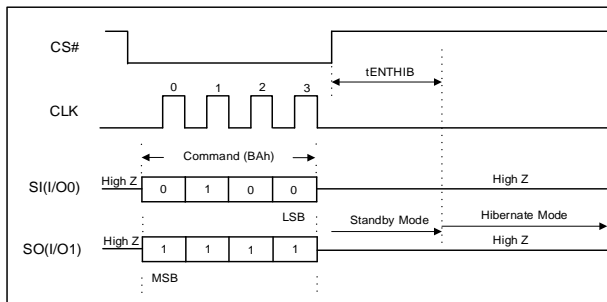 CS#
tENTHIB
0 1 2 3
CLK
Command (BAh)
High Z
High Z
SI(I/O0)
0 1 0 0
LSB
Standby Mode
Hibernate Mode
High Z
High Z
SO(I/O1)
1 1 1 1
MSB